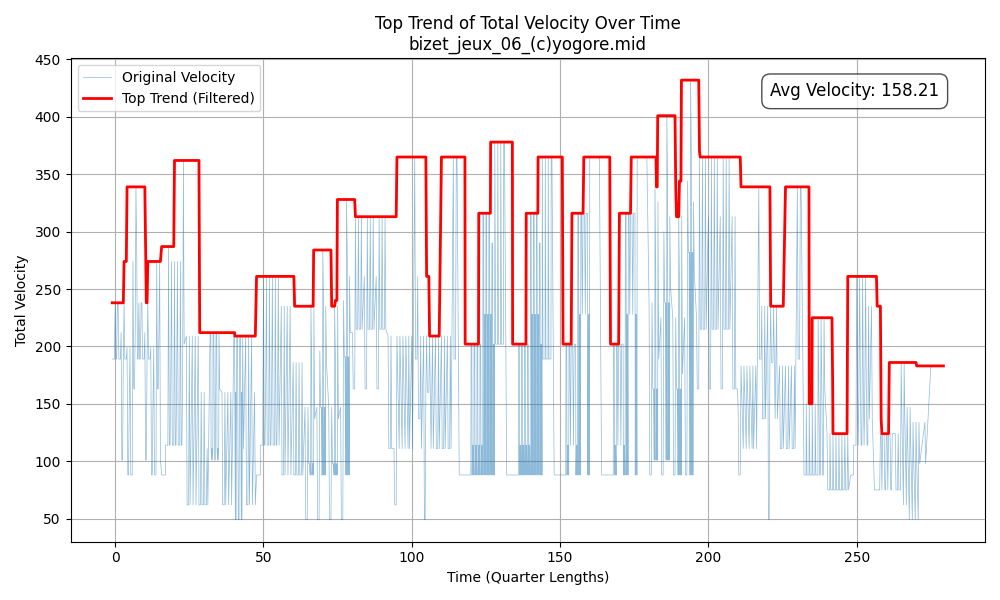 Top Trend of Total Velocity Over Time
bizet_jeux_06_(c)yogore.mid
Original Velocity
Top Trend (Filtered)
Avg Velocity: 158.21
450
400
350
300
250
200
150
100
50
Total Velocity
0 50 100 150 200 250
Time (Quarter Lengths)